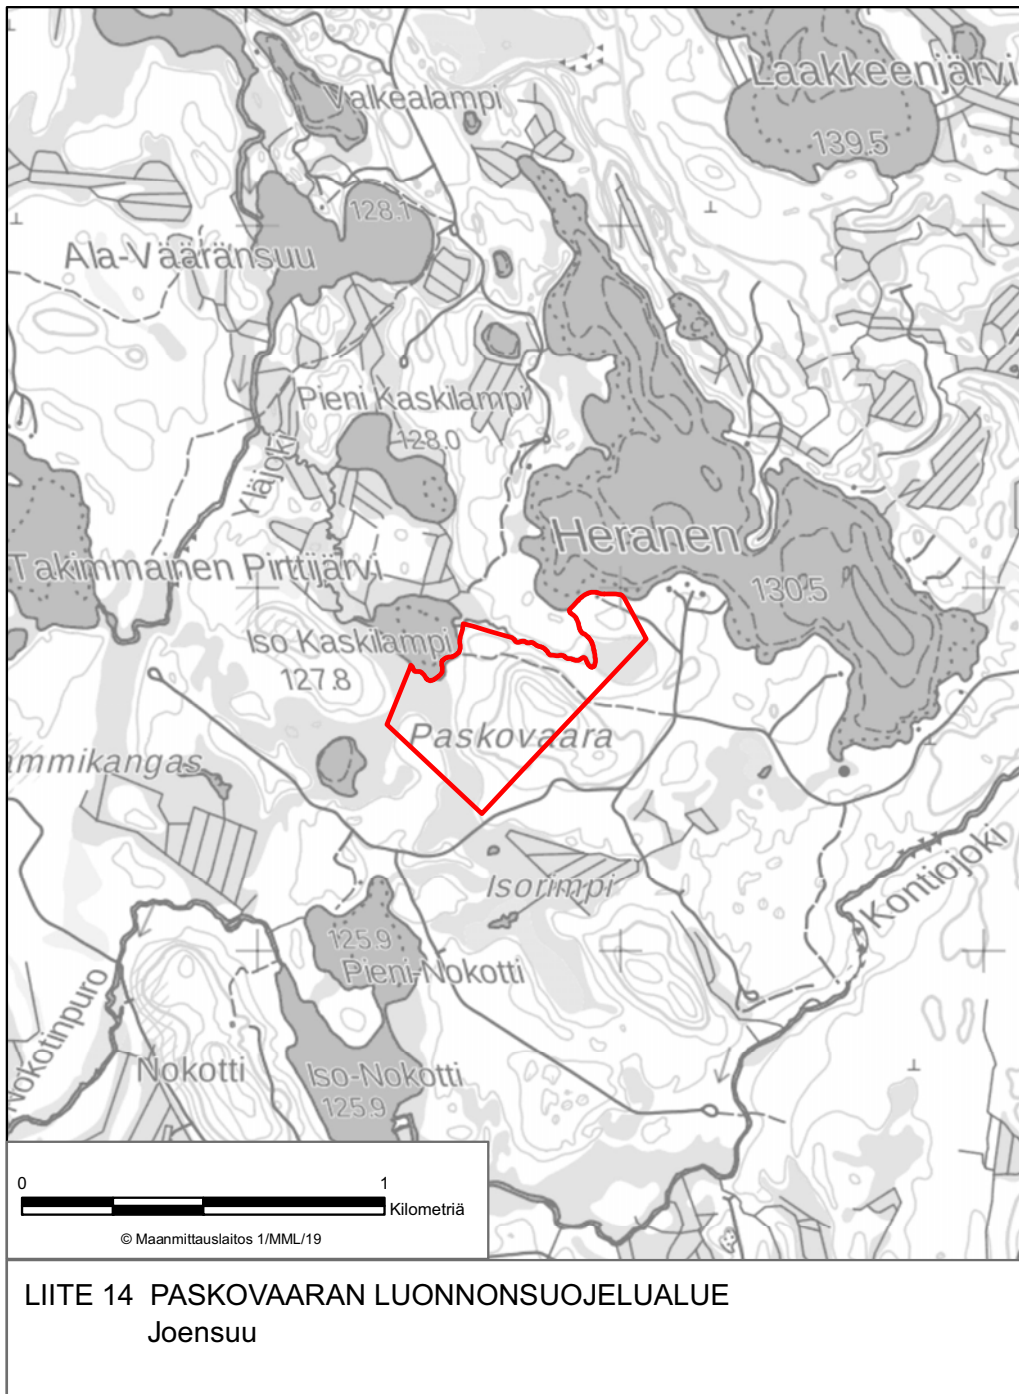 Laakkeenjärvi
Valkealampi
139.5
128.1
Ala-Vääränsuu
Pieni Kaskilampi
128.0
Yläjoki
Heranen
Takimmainen Pirttijärvi
130.5
Iso Kaskilampi
127.8
Paskovaara
ammikangas
Isorimpi
Kontiojoki
125.9
Pieni-Nokotti
Nokotinpuro
Nokotti
Iso-Nokotti
125.9
0 1
Kilometriä
© Maanmittauslaitos 1/MML/19
LIITE 14 PASKOVAARAN LUONNONSUOJELUALUE
Joensuu